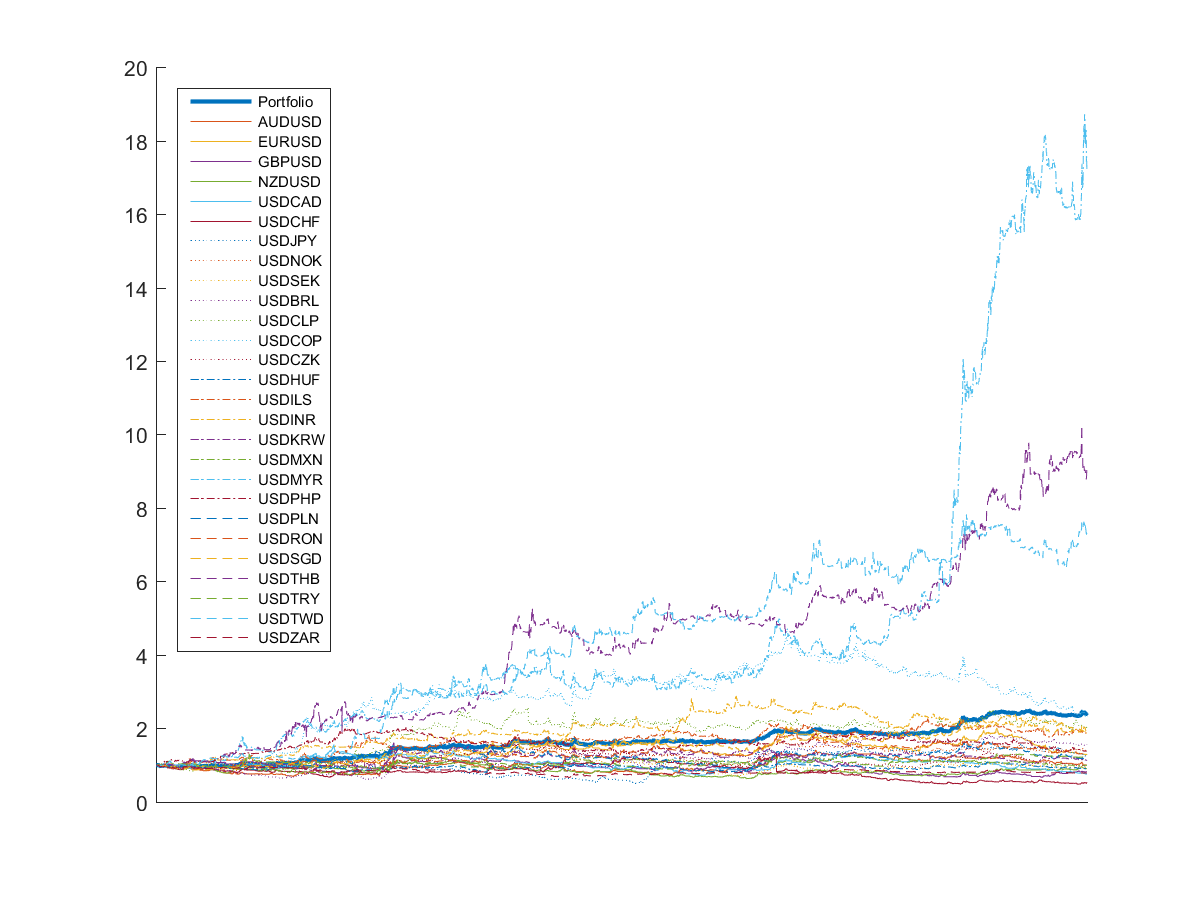 20
18
16
14
12
10
8
6
4
2
0
Portfolio
AUDUSD
EURUSD
GBPUSD
NZDUSD
USDCAD
USDCHF
USDJPY
USDNOK
USDSEK
USDBRL
USDCLP
USDCOP
USDCZK
USDHUF
USDILS
USDINR
USDKRW
USDMXN
USDMYR
USDPHP
USDPLN
USDRON
USDSGD
USDTHB
USDTRY
USDTWD
USDZAR